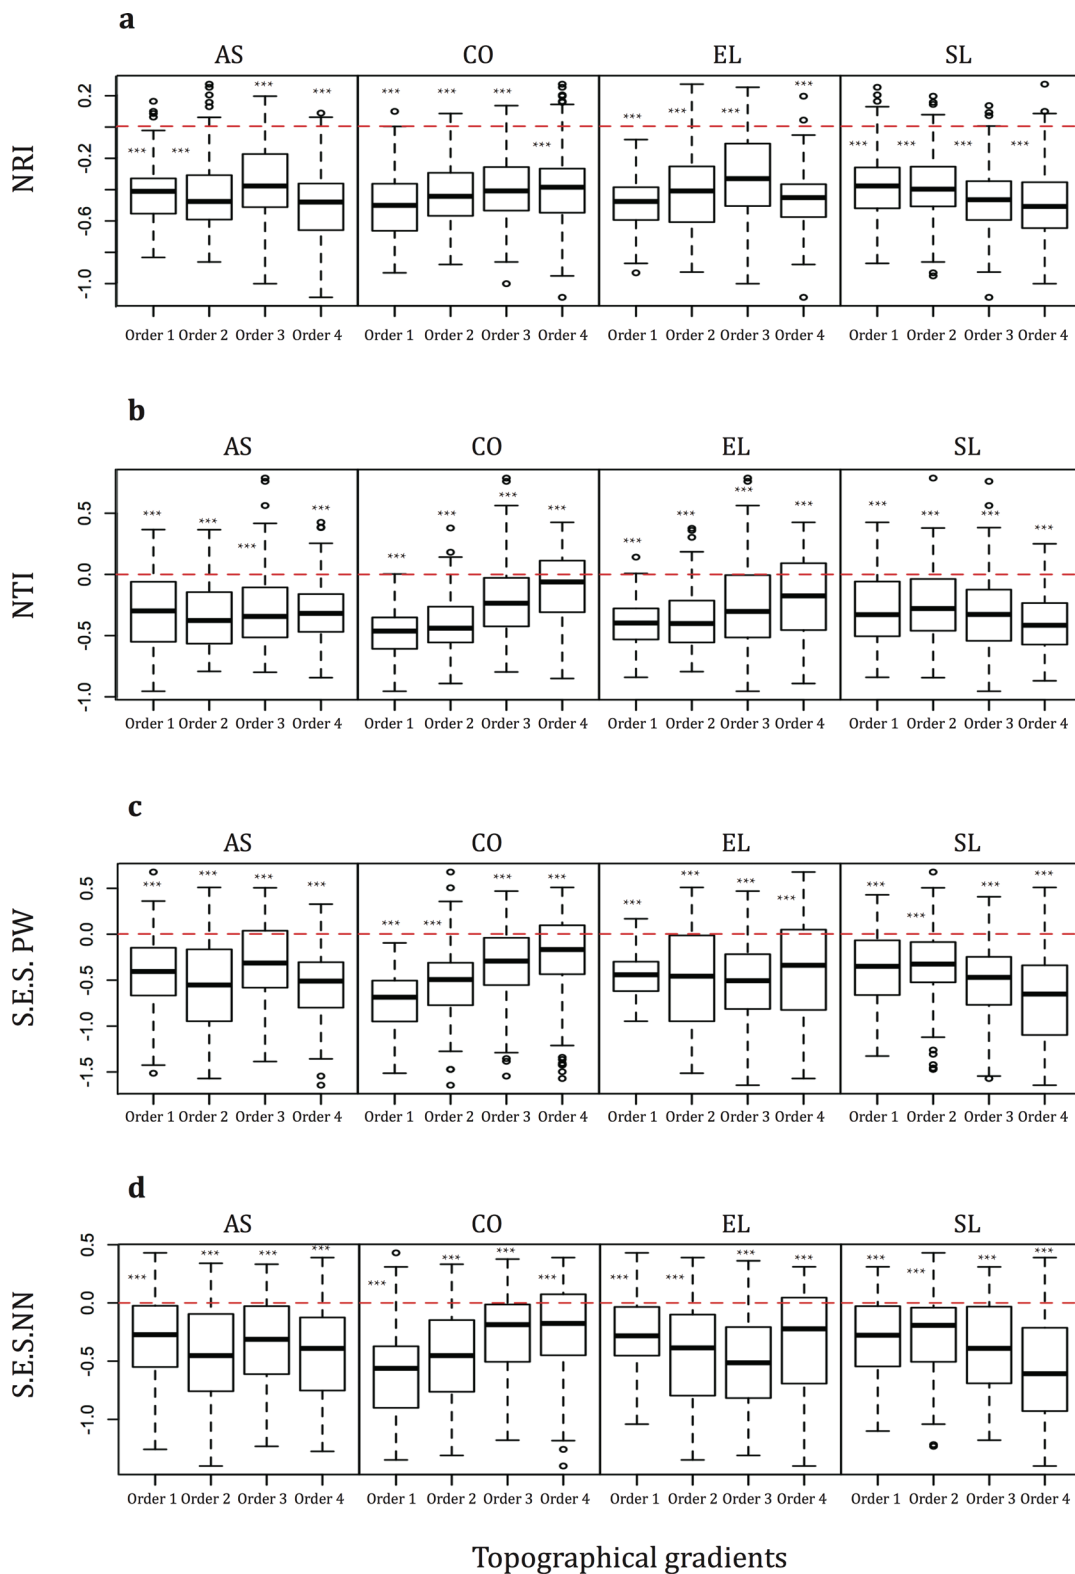 a
AS CO EL SL
*** *** *** *** *** *** *** *** *** *** *** *** *** *** *** ***
NRI
0.2
-0.2
-0.6
-1.0
Order 1 Order 2 Order 3 Order 4 Order 1 Order 2 Order 3 Order 4 Order 1 Order 2 Order 3 Order 4 Order 1 Order 2 Order 3 Order 4
b
AS CO EL SL
*** *** *** *** *** *** *** *** *** *** *** *** *** *** *** ***
NTI
0.5
0.0
-0.5
-1.0
Order 1 Order 2 Order 3 Order 4 Order 1 Order 2 Order 3 Order 4 Order 1 Order 2 Order 3 Order 4 Order 1 Order 2 Order 3 Order 4
c
AS CO EL SL
*** *** *** *** *** *** *** *** *** *** *** *** *** *** *** ***
S.E.S. PW
0.5
0.0
-0.5
-1.0
-1.5
Order 1 Order 2 Order 3 Order 4 Order 1 Order 2 Order 3 Order 4 Order 1 Order 2 Order 3 Order 4 Order 1 Order 2 Order 3 Order 4
d
AS CO EL SL
*** *** *** *** *** *** *** *** *** *** *** *** *** *** *** ***
S.E.S.NN
0.5
0.0
-0.5
-1.0
Order 1 Order 2 Order 3 Order 4 Order 1 Order 2 Order 3 Order 4 Order 1 Order 2 Order 3 Order 4 Order 1 Order 2 Order 3 Order 4
Topographical gradients